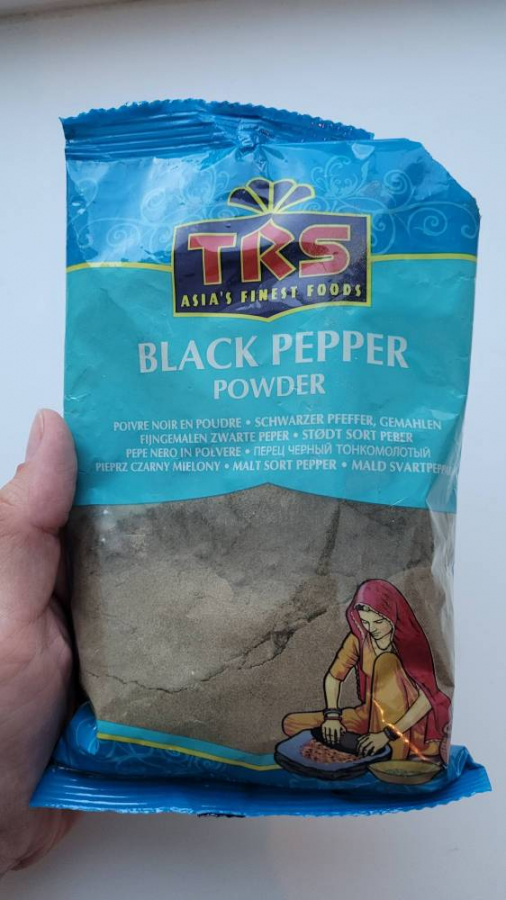 TRS
ASIA'S FINEST FOODS
BLACK PEPPER
POWDER
POIVRE NOIR EN POUDRE • SCHWARZER PFEFFER, GEMAHLEN
FIJNGEMALEN ZWARTE PEPER • STØDT SORT PEBER
PEPE NERO IN POLVERE • ПЕРЕЦ ЧЕРНЫЙ ТОНКОМОЛОТЫЙ
PIEPRZ CZARNY MIELONY • MALT SORT PEPPER • MALD